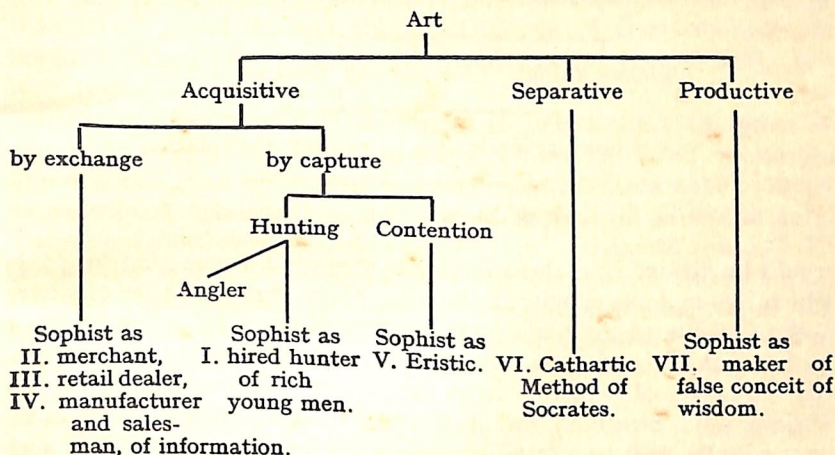 Art
Acquisitive Separative Productive
by exchange by capture
Hunting Contention
Angler
Sophist as
II. merchant,
III. retail dealer,
IV. manufacturer
and sales-
man, of information.
Sophist as
I. hired hunter
of rich
young men.
Sophist as
V. Eristic.
VI. Cathartic
Method of
Socrates.
Sophist as
VII. maker of
false conceit of
wisdom.